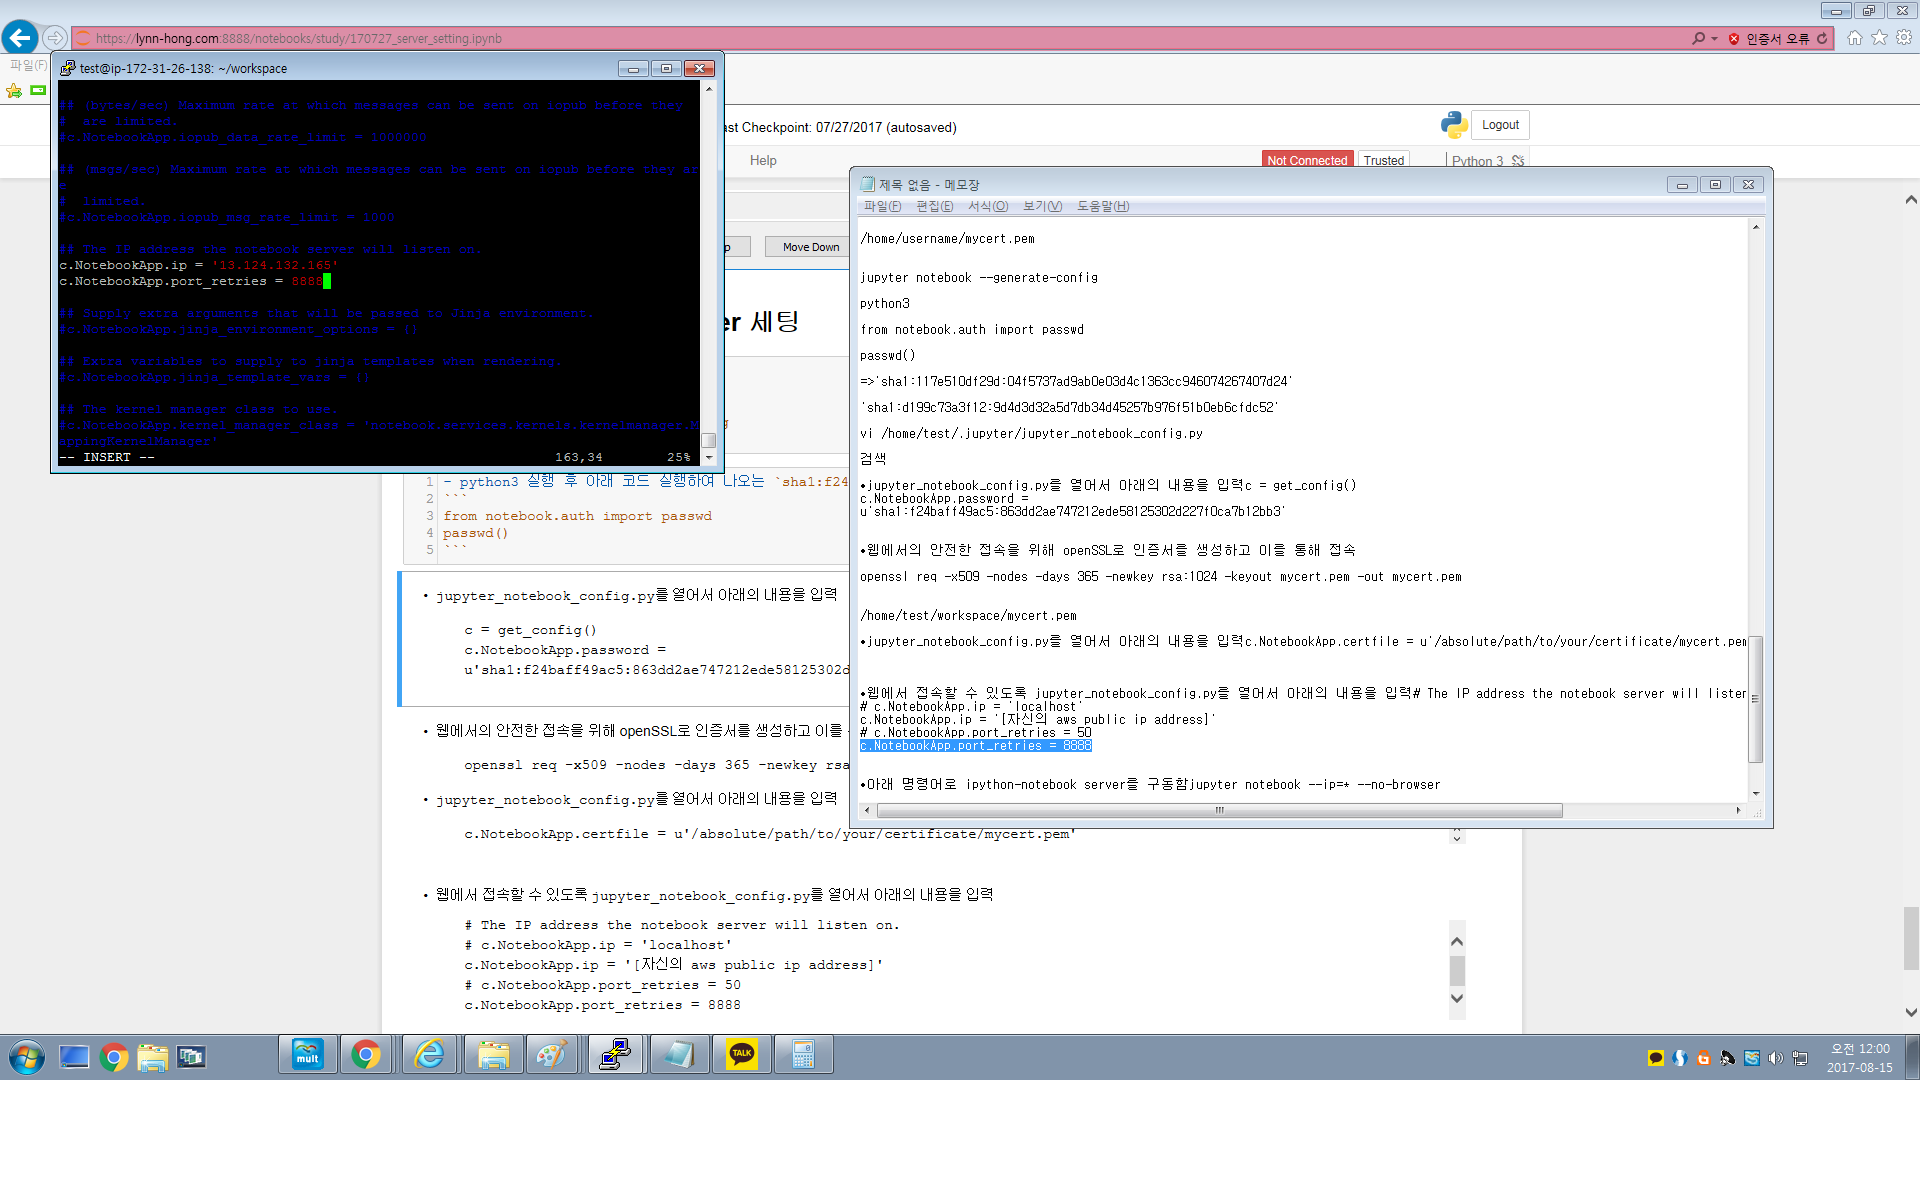 https://lynn-hong.com:8888/notebooks/study/170727_server_setting.ipynb
인증서 오류
파일(F)
test@ip-172-31-26-138: ~/workspace
## (bytes/sec) Maximum rate at which messages can be sent on iopub before they
#  are limited.
#c.NotebookApp.iopub_data_rate_limit = 1000000
## (msgs/sec) Maximum rate at which messages can be sent on iopub before they ar
e
#  limited.
#c.NotebookApp.iopub_msg_rate_limit = 1000
## The IP address the notebook server will listen on.
c.NotebookApp.ip = '13.124.132.165'
c.NotebookApp.port_retries = 8888
## Supply extra arguments that will be passed to Jinja environment.
#c.NotebookApp.jinja_environment_options = {}
## Extra variables to supply to jinja templates when rendering.
#c.NotebookApp.jinja_template_vars = {}
## The kernel manager class to use.
#c.NotebookApp.kernel_manager_class = 'notebook.services.kernels.kernelmanager.M
appingKernelManager'
-- INSERT --    163,34    25%
ast Checkpoint: 07/27/2017 (autosaved)
Logout
Help
Not Connected
Trusted
Python 3
p
Move Down
er 세팅
제목 없음 - 메모장
파일(F) 편집(E) 서식(O) 보기(V) 도움말(H)
/home/username/mycert.pem
jupyter notebook --generate-config
python3
from notebook.auth import passwd
passwd()
=>'sha1:117e510df29d:04f5737ad9ab0e03d4c1363cc946074267407d24'
'sha1:d199c73a3f12:9d4d3d32a5d7db34d45257b976f51b0eb6cfdc52'
vi /home/test/.jupyter/jupyter_notebook_config.py
검색
•jupyter_notebook_config.py를 열어서 아래의 내용을 입력c = get_config()
c.NotebookApp.password =
u'sha1:f24baff49ac5:863dd2ae747212ede58125302d227f0ca7b12bb3'
•웹에서의 안전한 접속을 위해 openSSL로 인증서를 생성하고 이를 통해 접속
openssl req -x509 -nodes -days 365 -newkey rsa:1024 -keyout mycert.pem -out mycert.pem
/home/test/workspace/mycert.pem
•jupyter_notebook_config.py를 열어서 아래의 내용을 입력c.NotebookApp.certfile = u'/absolute/path/to/your/certificate/mycert.pem
•웹에서 접속할 수 있도록 jupyter_notebook_config.py를 열어서 아래의 내용을 입력# The IP address the notebook server will listen
# c.NotebookApp.ip = 'localhost'
c.NotebookApp.ip = '[자신의 aws public ip address]'
# c.NotebookApp.port_retries = 50
c.NotebookApp.port_retries = 8888
•아래 명령어로 ipython-notebook server를 구동함jupyter notebook --ip=* --no-browser
1 - python3 실행 후 아래 코드 실행하여 나오는 `sha1:f24
2 ```
3 from notebook.auth import passwd
4 passwd()
5 ```
• jupyter_notebook_config.py를 열어서 아래의 내용을 입력
c = get_config()
c.NotebookApp.password =
u'sha1:f24baff49ac5:863dd2ae747212ede58125302d
• 웹에서의 안전한 접속을 위해 openSSL로 인증서를 생성하고 이를
openssl req -x509 -nodes -days 365 -newkey rsa
• jupyter_notebook_config.py를 열어서 아래의 내용을 입력
c.NotebookApp.certfile = u'/absolute/path/to/your/certificate/mycert.pem'
• 웹에서 접속할 수 있도록 jupyter_notebook_config.py를 열어서 아래의 내용을 입력
# The IP address the notebook server will listen on.
# c.NotebookApp.ip = 'localhost'
c.NotebookApp.ip = '[자신의 aws public ip address]'
# c.NotebookApp.port_retries = 50
c.NotebookApp.port_retries = 8888
mult
TALK
오전 12:00
2017-08-15